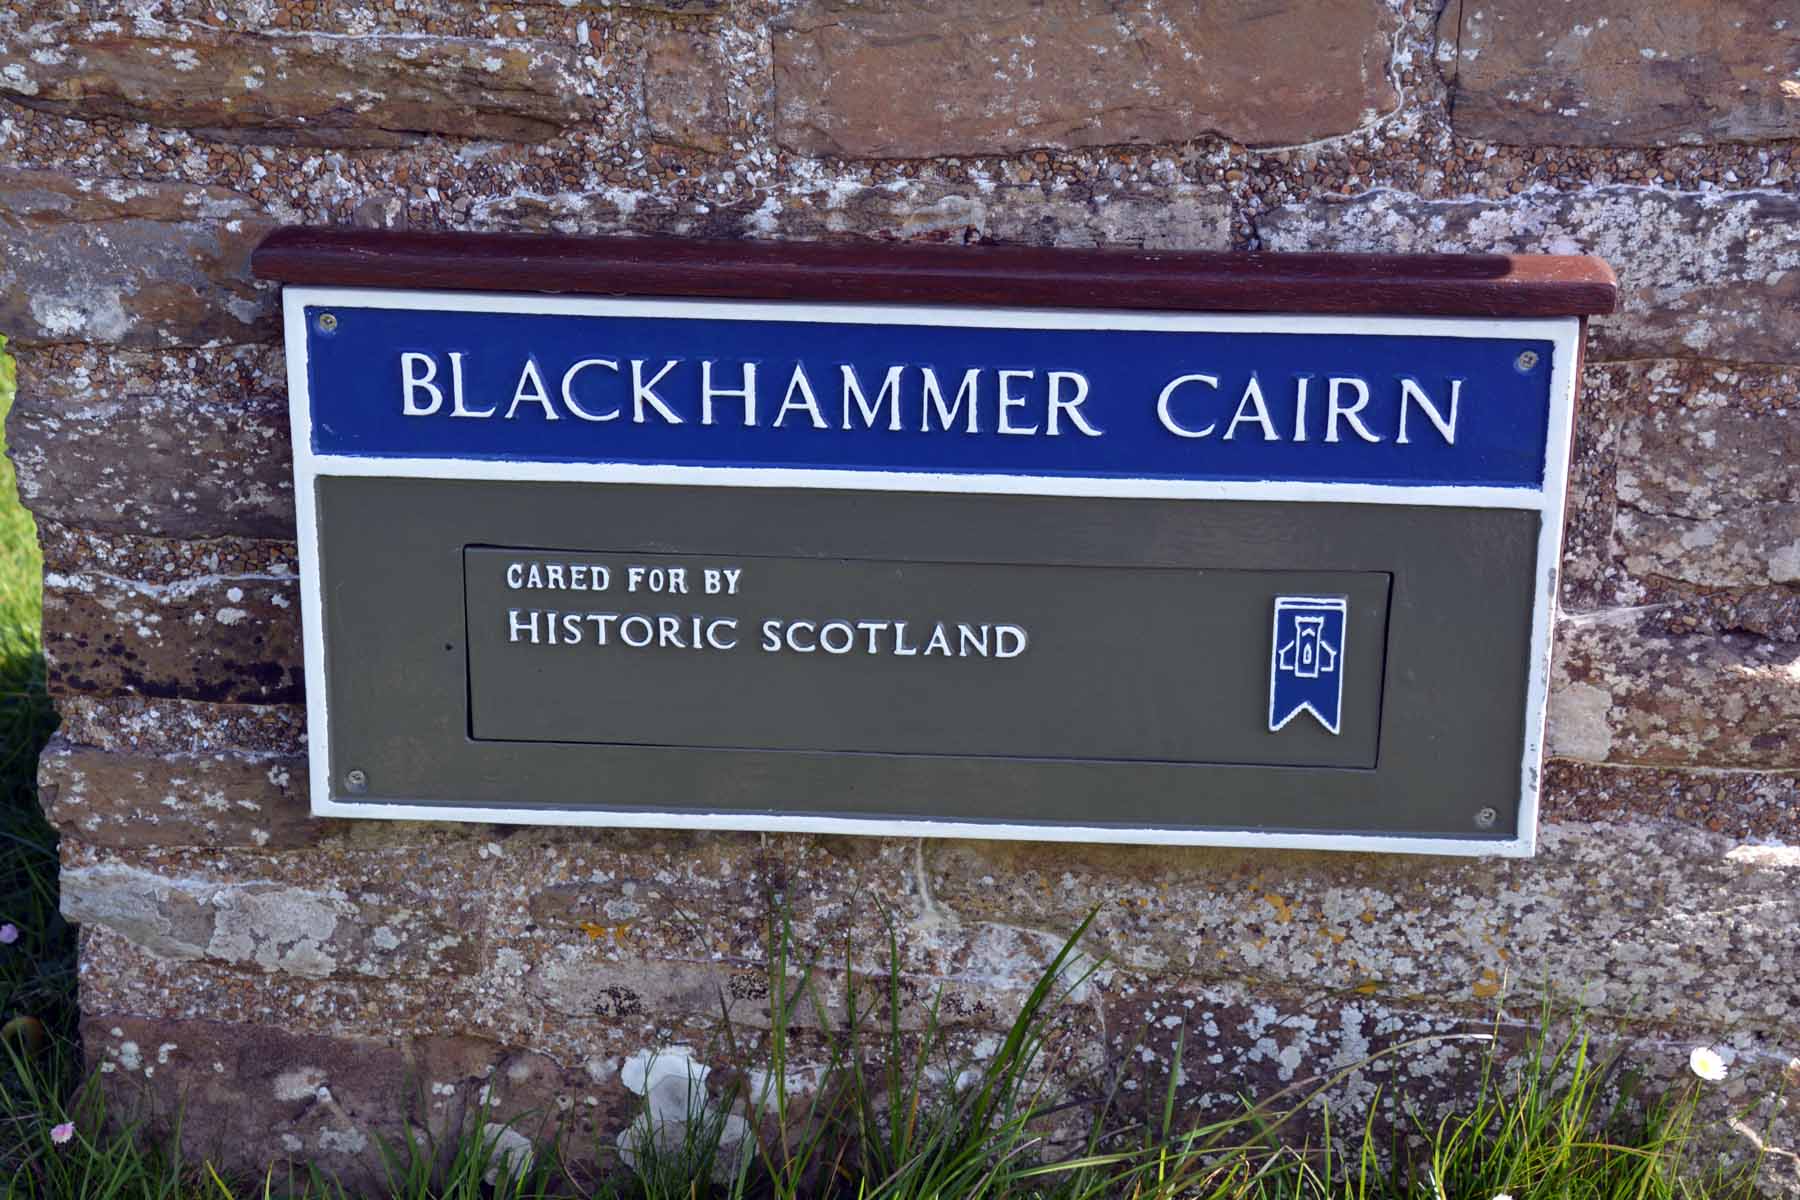 BLACKHAMMER CAIRN
CARED FOR BY
HISTORIC SCOTLAND